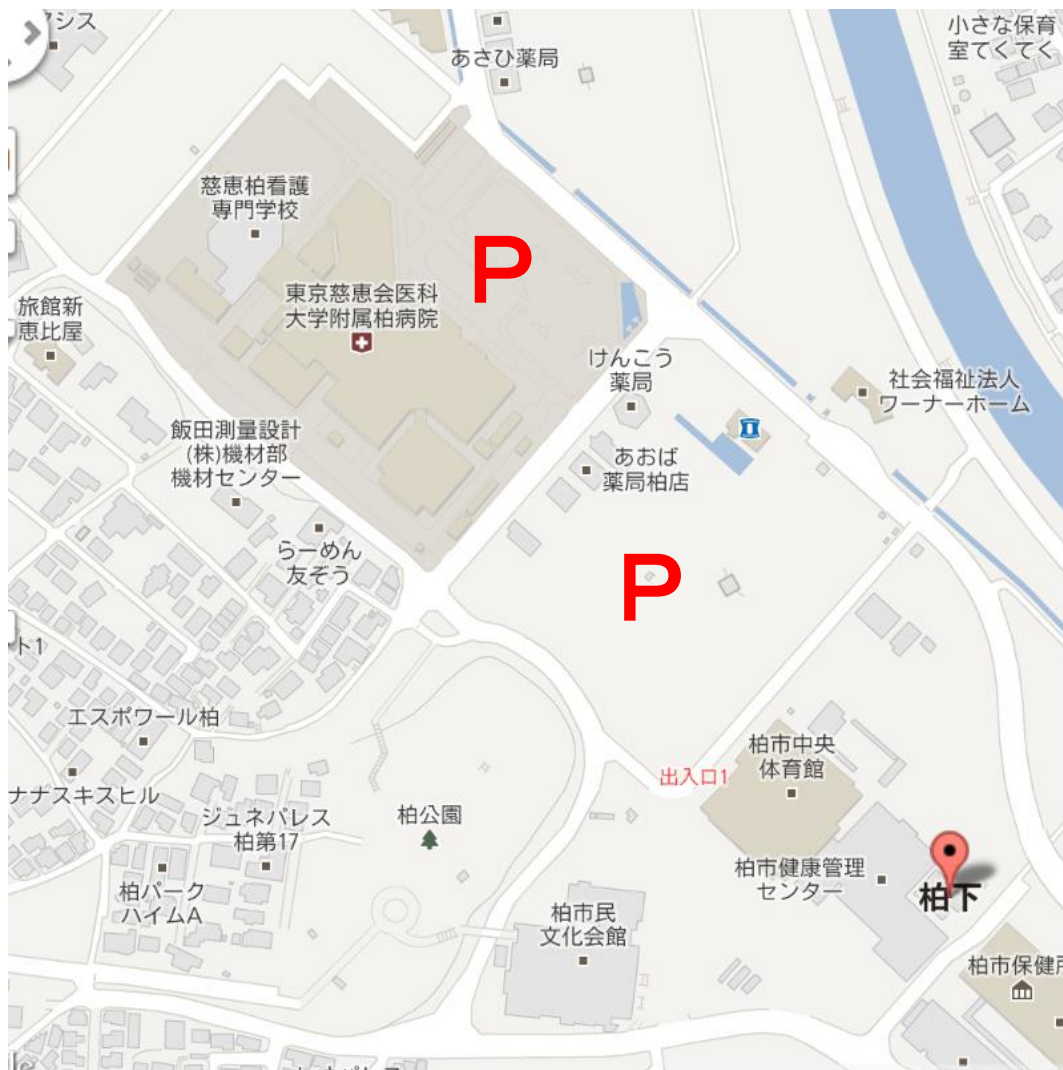 アシス
あさひ薬局
小さな保育
室てくてく
慈恵柏看護
専門学校
P
東京慈恵会医科
大学附属柏病院
旅館新
恵比屋
けんこう
薬局
社会福祉法人
ワーナーホーム
飯田測量設計
(株)機材部
機材センター
あおば
薬局柏店
らーめん
友ぞう
P
ト1
エスポワール柏
柏市中央
体育館
出入口1
ナナスキスヒル
ジュネパレス
柏第17
柏公園
柏市健康管理
センター
柏下
柏パーク
ハイムA
柏市民
文化会館
柏市保健所